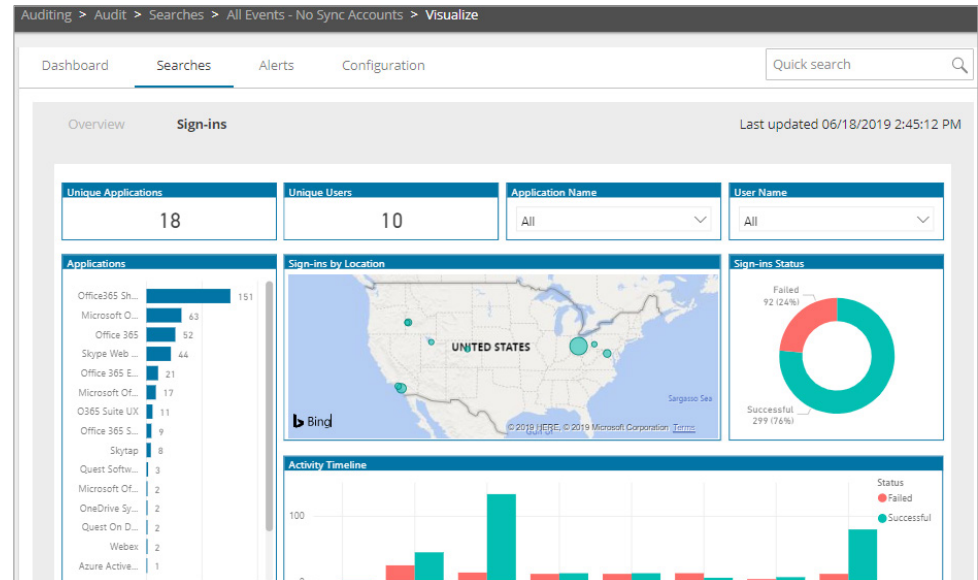 Auditing > Audit > Searches > All Events - No Sync Accounts > Visualize
Dashboard Searches Alerts Configuration Quick search
Overview Sign-ins Last updated 06/18/2019 2:45:12 PM
Unique Applications
18
Unique Users
10
Application Name
All
User Name
All
Applications
Office365 Sh... 151
Microsoft O... 63
Office 365 52
Skype Web ... 44
Office 365 E... 21
Microsoft Of... 17
O365 Suite UX 11
Office 365 S... 9
Skytap 8
Quest Softw... 3
Microsoft Of... 2
OneDrive Sy... 2
Quest On D... 2
Webex 2
Azure Active... 1
Sign-ins by Location
UNITED STATES
Sargasso Sea
Bing
Gulf of
© 2019 HERE, © 2019 Microsoft Corporation Terms
Sign-ins Status
Failed
92 (24%)
Successful
299 (76%)
Activity Timeline
Status
Failed
Successful
100
0